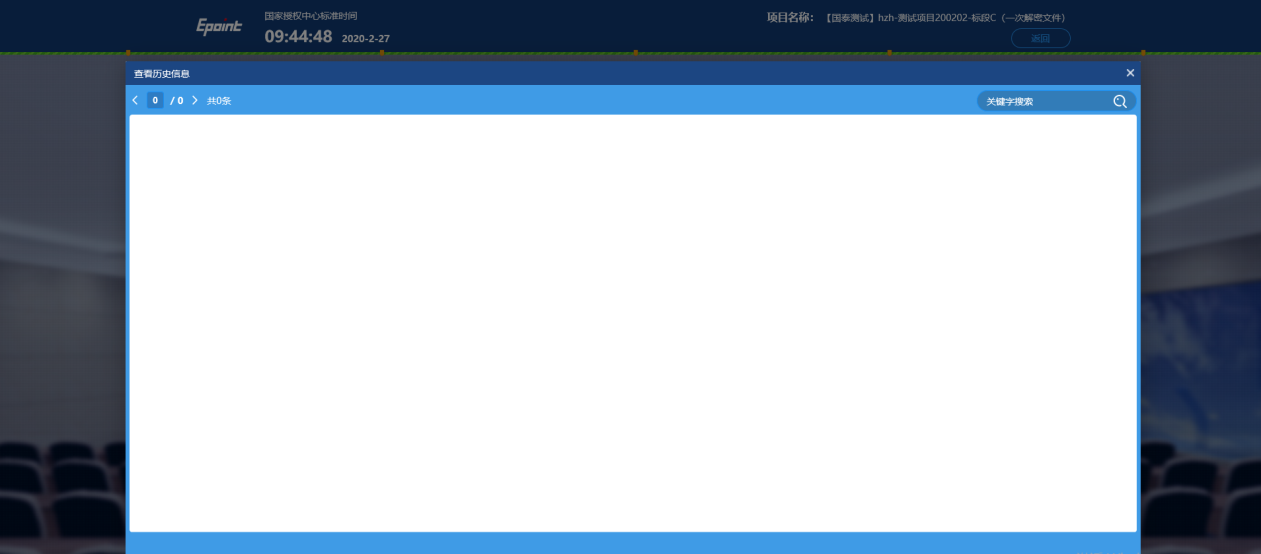 Epoint
国家授权中心标准时间
09:44:48 2020-2-27
项目名称： 【国泰测试】hzh-测试项目200202-标段C（一次解密文件）
返回
查看历史信息
0 / 0 共0条
关键字搜索